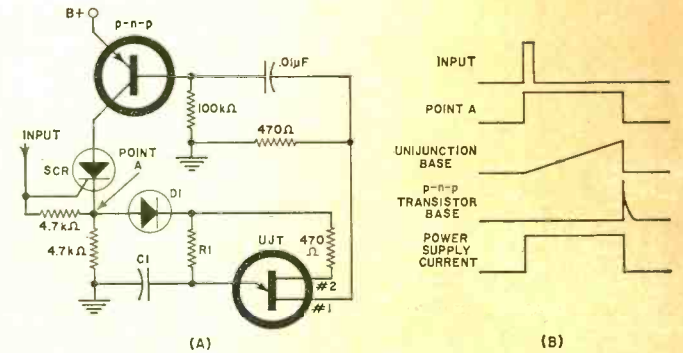 B+
p-n-p
.01µF
100kΩ
470Ω
INPUT
POINT
A
SCR
D1
4.7kΩ
4.7kΩ
R1
UJT
470
Ω
C1
#2
#1
(A)
INPUT
POINT A
UNIJUNCTION
BASE
p-n-p
TRANSISTOR
BASE
POWER
SUPPLY
CURRENT
(B)